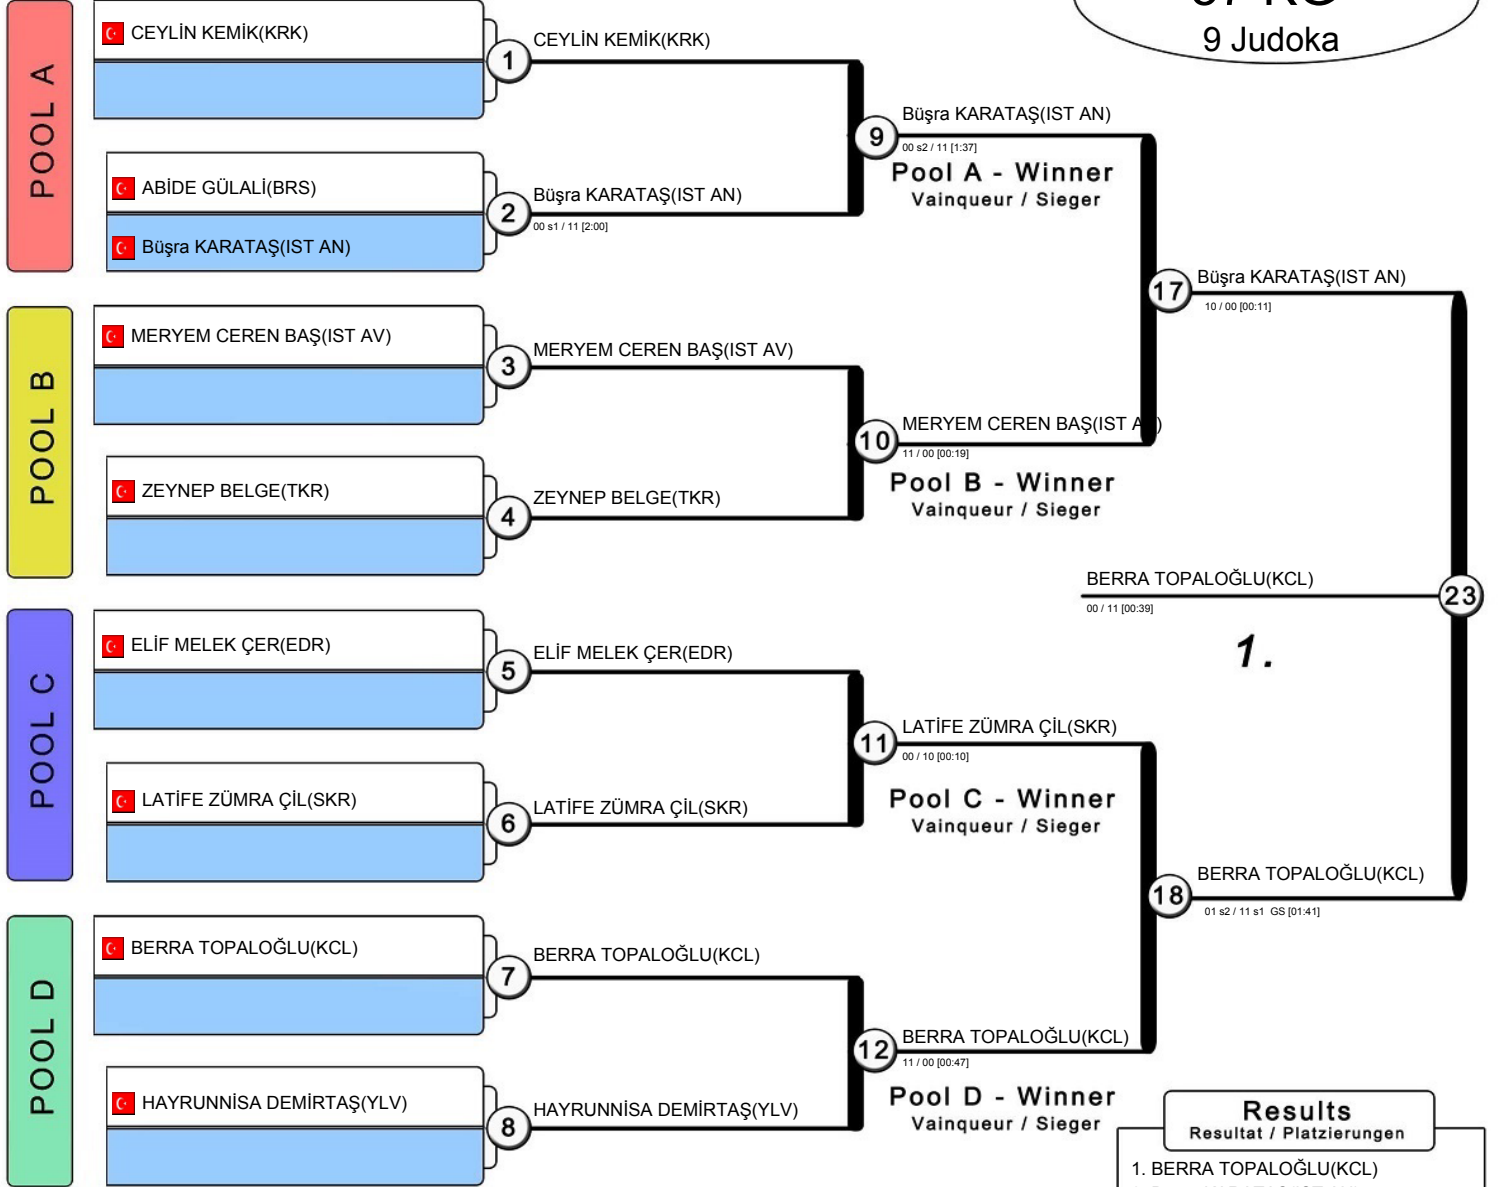 9 Judoka
POOL A
CEYLİN KEMİK(KRK)
1
CEYLİN KEMİK(KRK)
ABİDE GÜLALİ(BRS)
Büşra KARATAŞ(IST AN)
2
Büşra KARATAŞ(IST AN)
00 s1 / 11 [2:00]
9
Büşra KARATAŞ(IST AN)
00 s2 / 11 [1:37]
Pool A - Winner
Vainqueur / Sieger
POOL B
MERYEM CEREN BAŞ(IST AV)
3
MERYEM CEREN BAŞ(IST AV)
ZEYNEP BELGE(TKR)
4
ZEYNEP BELGE(TKR)
10
MERYEM CEREN BAŞ(IST A )
11 / 00 [00:19]
Pool B - Winner
Vainqueur / Sieger
17
Büşra KARATAŞ(IST AN)
10 / 00 [00:11]
POOL C
ELİF MELEK ÇER(EDR)
5
ELİF MELEK ÇER(EDR)
LATİFE ZÜMRA ÇİL(SKR)
6
LATİFE ZÜMRA ÇİL(SKR)
11
LATİFE ZÜMRA ÇİL(SKR)
00 / 10 [00:10]
Pool C - Winner
Vainqueur / Sieger
POOL D
BERRA TOPALOĞLU(KCL)
7
BERRA TOPALOĞLU(KCL)
HAYRUNNİSA DEMİRTAŞ(YLV)
8
HAYRUNNİSA DEMİRTAŞ(YLV)
12
BERRA TOPALOĞLU(KCL)
11 / 00 [00:47]
Pool D - Winner
Vainqueur / Sieger
18
BERRA TOPALOĞLU(KCL)
01 s2 / 11 s1 GS [01:41]
BERRA TOPALOĞLU(KCL)
23
00 / 11 [00:39]
1.
Results
Resultat / Platzierungen
1. BERRA TOPALOĞLU(KCL)